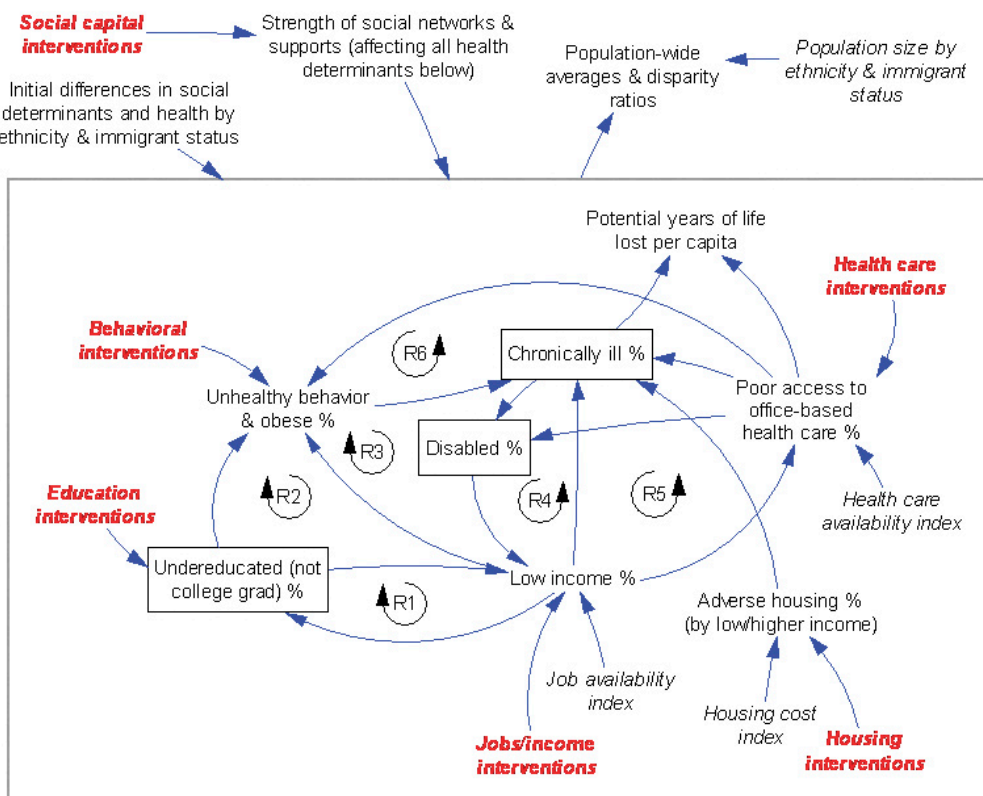 Social capital
interventions
Strength of social networks &
supports (affecting all health
determinants below)
Population-wide
averages & disparity
ratios
Population size by
ethnicity & immigrant
status
Initial differences in social
determinants and health by
ethnicity & immigrant status
Potential years of life
lost per capita
Health care
interventions
Behavioral
interventions
R6
Chronically ill %
Unhealthy behavior
& obese %
Poor access to
office-based
health care %
R3
Disabled %
Education
interventions
R2
R4
R5
Health care
availability index
Undereducated (not
college grad) %
Low income %
R1
Adverse housing %
(by low/higher income)
Job availability
index
Housing cost
index
Jobs/income
interventions
Housing
interventions